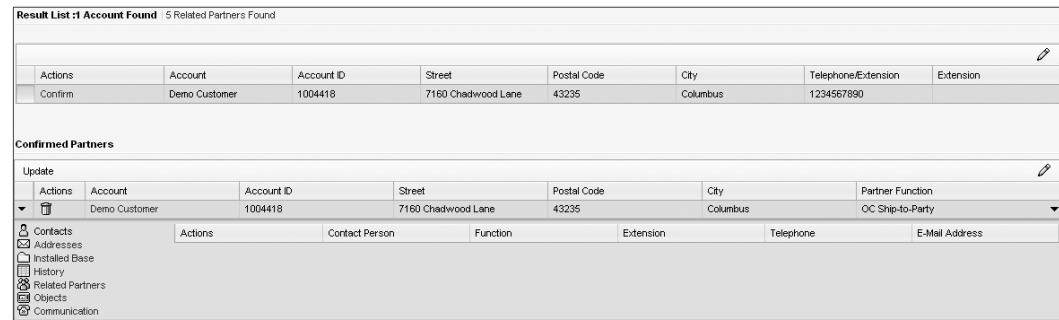 Result List :1 Account Found 5 Related Partners Found
Actions Account Account ID Street Postal Code City Telephone/Extension Extension
Confirm Demo Customer 1004418 7160 Chadwood Lane 43235 Columbus 1234567890
Confirmed Partners
Update
Actions Account Account ID Street Postal Code City Partner Function
Demo Customer 1004418 7160 Chadwood Lane 43235 Columbus OC Ship-to-Party
Contacts Actions Contact Person Function Extension Telephone E-Mail Address
Addresses
Installed Base
History
Related Partners
Objects
Communication